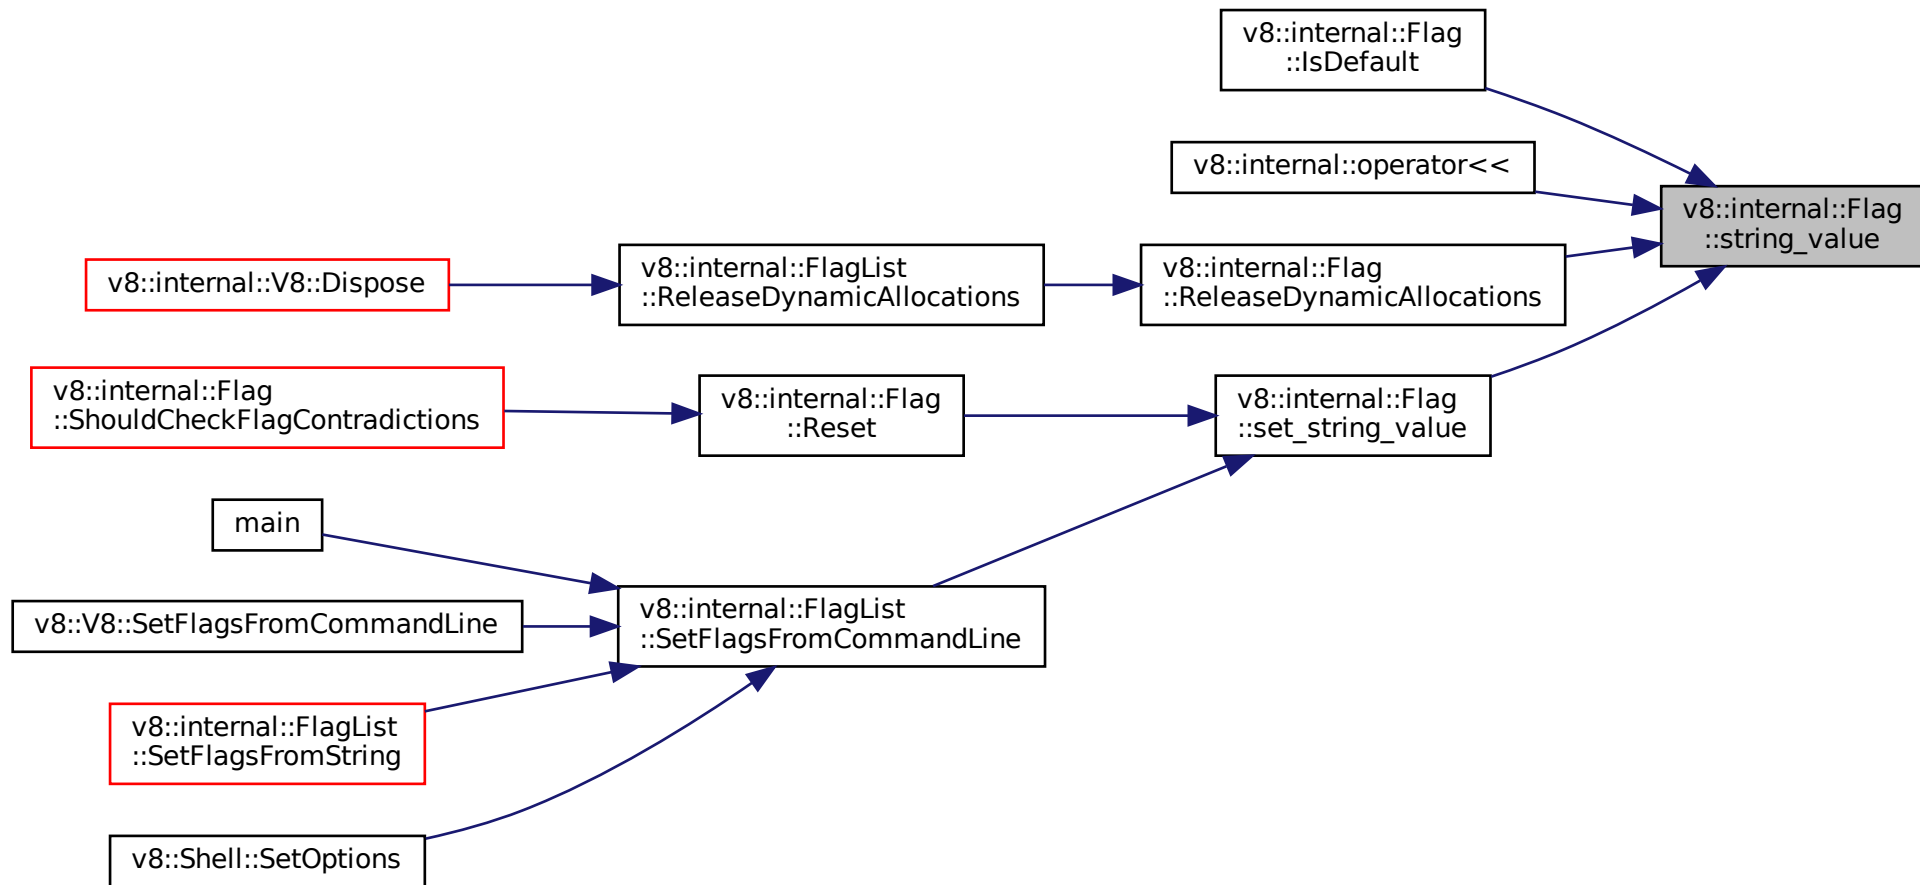 v8::internal::Flag
::IsDefault
v8::internal::operator<<
v8::internal::Flag
::string_value
v8::internal::V8::Dispose
v8::internal::FlagList
::ReleaseDynamicAllocations
v8::internal::Flag
::ReleaseDynamicAllocations
v8::internal::Flag
::ShouldCheckFlagContradictions
v8::internal::Flag
::Reset
v8::internal::Flag
::set_string_value
main
v8::V8::SetFlagsFromCommandLine
v8::internal::FlagList
::SetFlagsFromCommandLine
v8::internal::FlagList
::SetFlagsFromString
v8::Shell::SetOptions